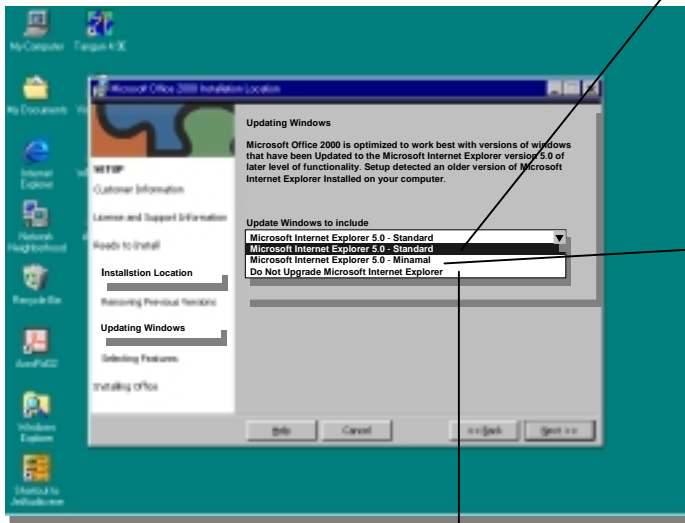 My Computer
Tangun 4.9E
My Documents
Microsoft Office 2000 Installation Location
Updating Windows
Microsoft Office 2000 is optimized to work best with versions of windows
that have been Updated to the Microsoft Internet Explorer version 5.0 of
later level of functionality. Setup detected an older version of Microsoft
Internet Explorer Installed on your computer.
Internet
Explorer
SETUP
Customer Information
License and Support Information
Update Windows to include
Network
Neighborhood
Ready to Install
Microsoft Internet Explorer 5.0 - Standard
Microsoft Internet Explorer 5.0 - Standard
Microsoft Internet Explorer 5.0 - Minamal
Do Not Upgrade Microsoft Internet Explorer
Installstion Location
Recycle Bin
Removing Previous Versions
Updating Windows
Selecting Features
Installing Office
Windows
Explorer
Help
Cancel
<< Back
Next >>
Shortcut to